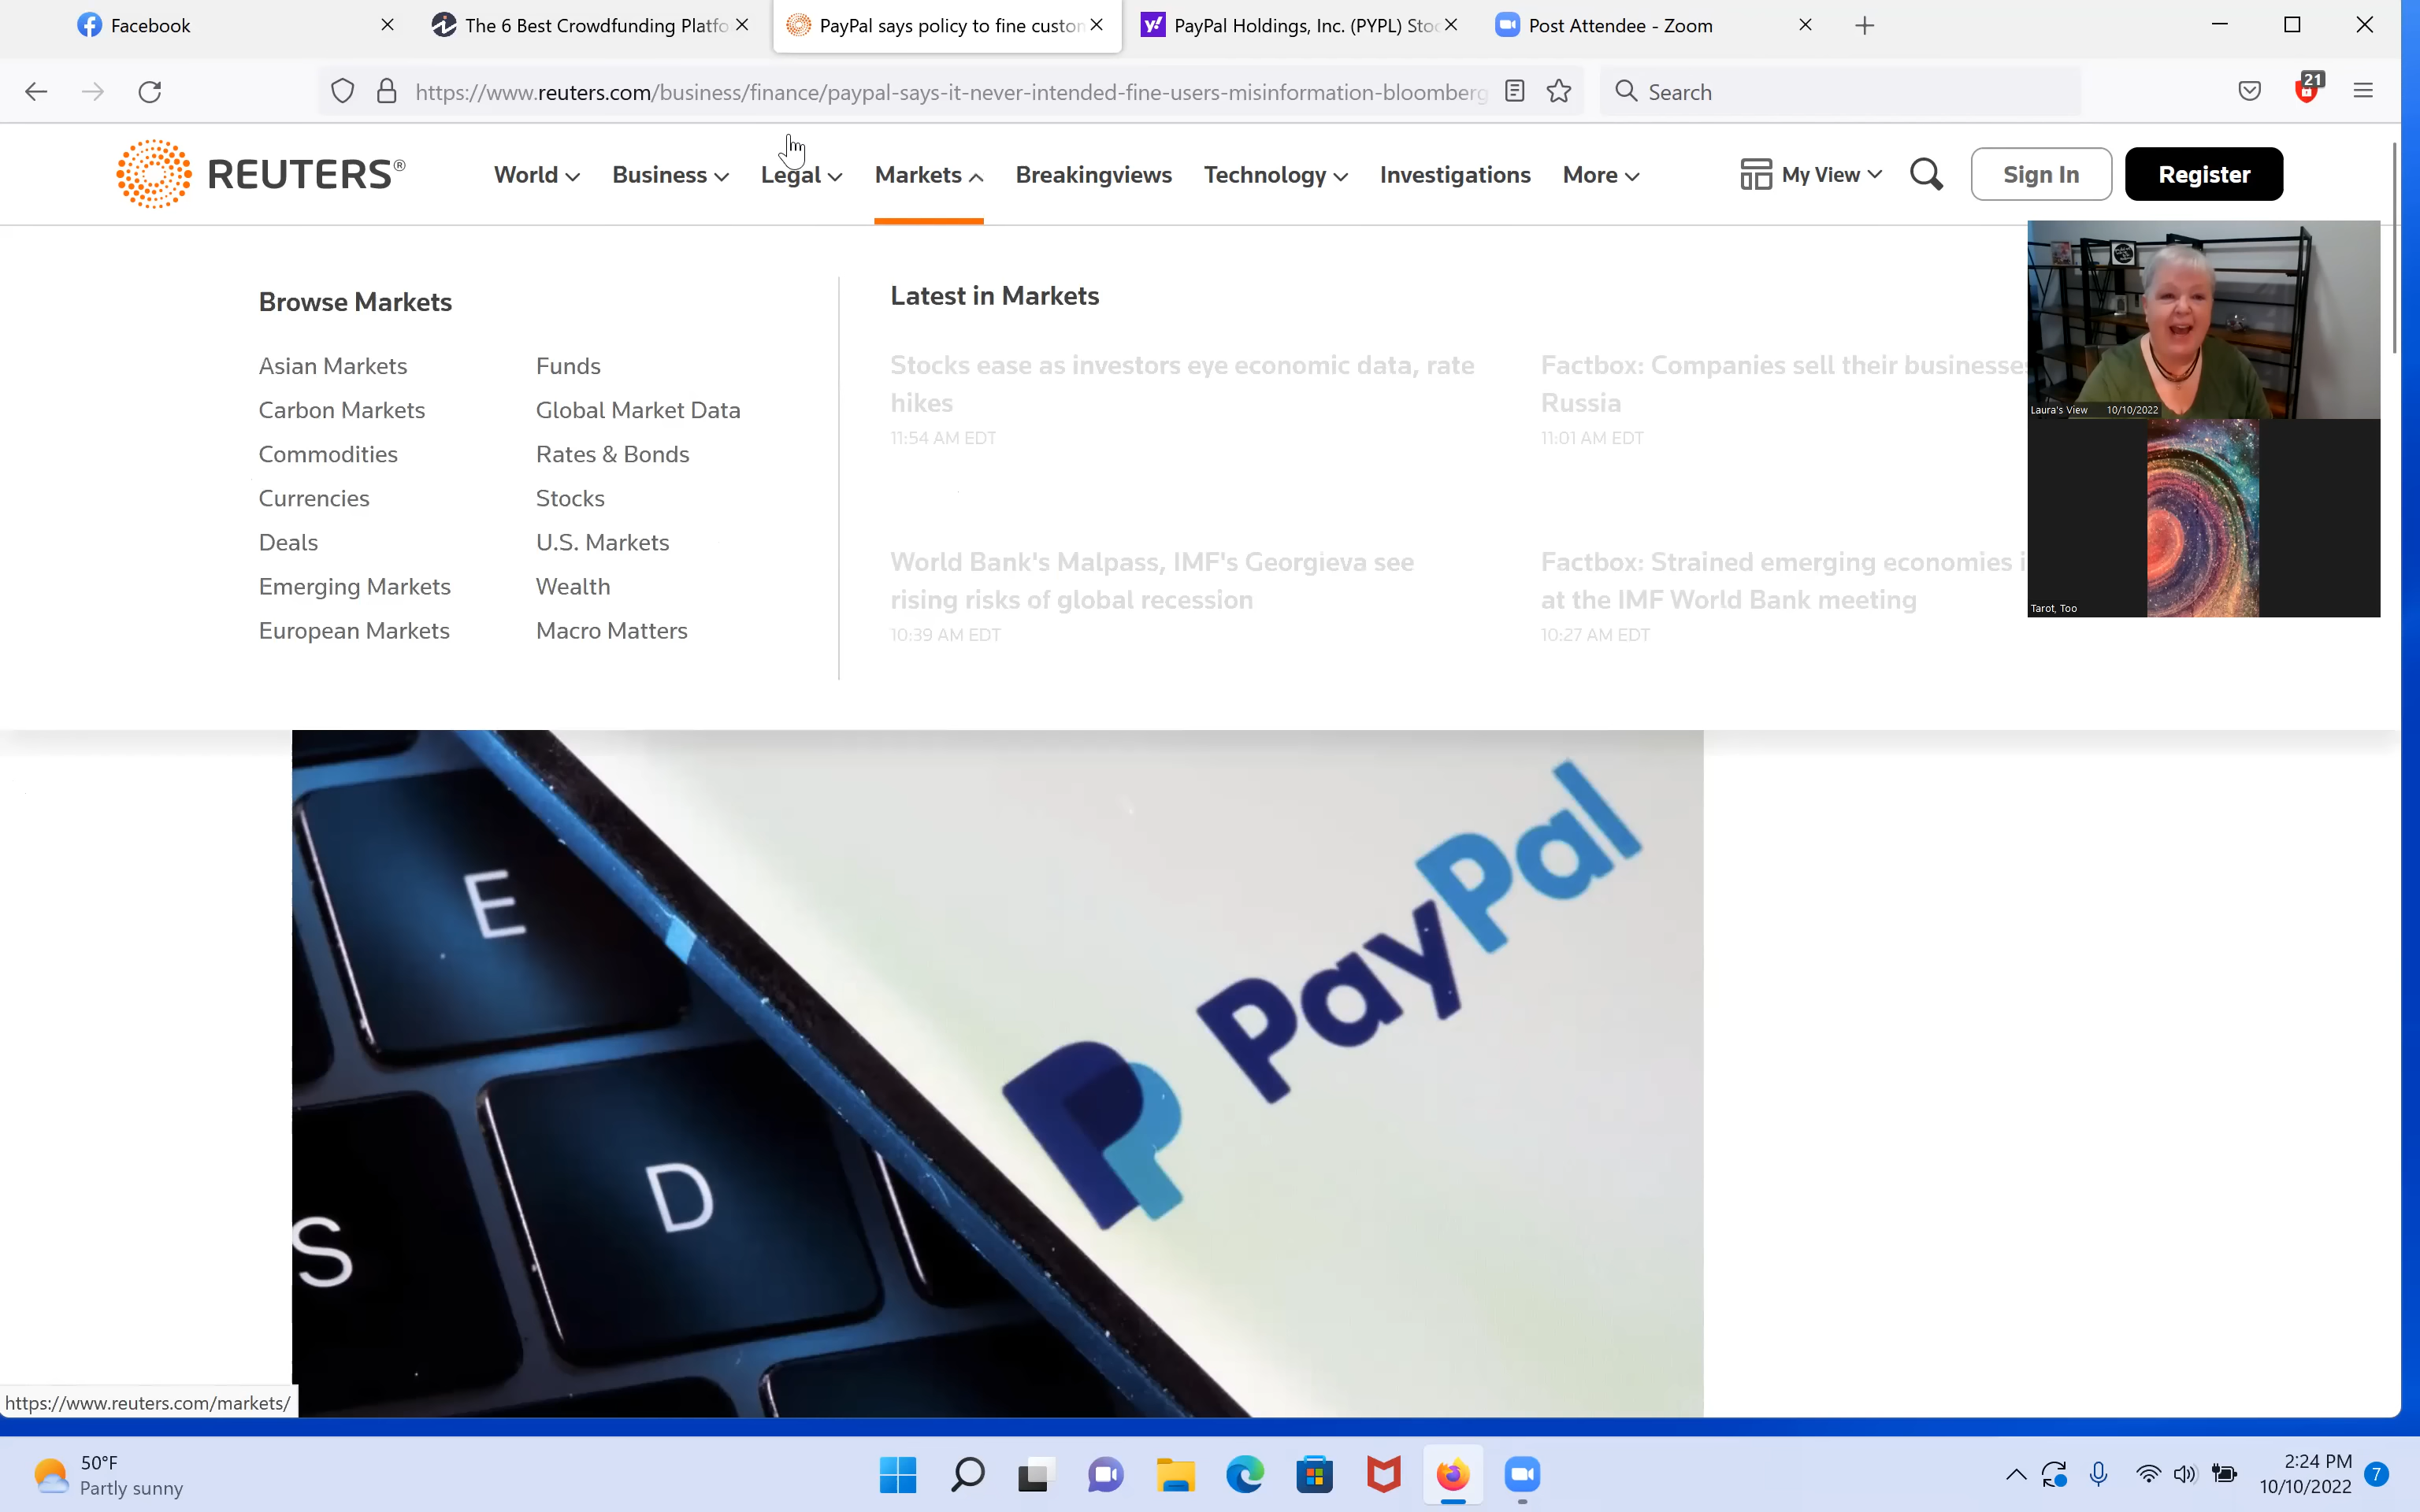 Facebook
The 6 Best Crowdfunding Platfo
PayPal says policy to fine custom
PayPal Holdings, Inc. (PYPL) Stoc
Post Attendee - Zoom
https://www.reuters.com/business/finance/paypal-says-it-never-intended-fine-users-misinformation-bloomberg
Search
21
REUTERS®
World
Business
Legal
Markets
Breakingviews
Technology
Investigations
More
My View
Sign In
Register
Browse Markets
Asian Markets
Carbon Markets
Commodities
Currencies
Deals
Emerging Markets
European Markets
Funds
Global Market Data
Rates & Bonds
Stocks
U.S. Markets
Wealth
Macro Matters
Latest in Markets
Stocks ease as investors eye economic data, rate
hikes
11:54 AM EDT
Factbox: Companies sell their businesses
Russia
11:01 AM EDT
World Bank's Malpass, IMF's Georgieva see
rising risks of global recession
10:39 AM EDT
Factbox: Strained emerging economies i
at the IMF World Bank meeting
10:27 AM EDT
Laura's View 10/10/2022
Tarot, Too
E
D
S
PayPal
https://www.reuters.com/markets/
50°F
Partly sunny
2:24 PM
10/10/2022
7